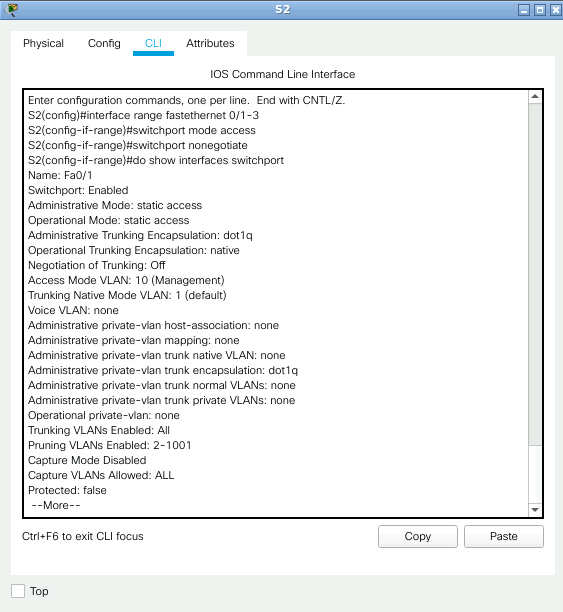 S2
Physical Config CLI Attributes
IOS Command Line Interface
Enter configuration commands, one per line.  End with CNTL/Z.
S2(config)#interface range fastethernet 0/1-3
S2(config-if-range)#switchport mode access
S2(config-if-range)#switchport nonegotiate
S2(config-if-range)#do show interfaces switchport
Name: Fa0/1
Switchport: Enabled
Administrative Mode: static access
Operational Mode: static access
Administrative Trunking Encapsulation: dot1q
Operational Trunking Encapsulation: native
Negotiation of Trunking: Off
Access Mode VLAN: 10 (Management)
Trunking Native Mode VLAN: 1 (default)
Voice VLAN: none
Administrative private-vlan host-association: none
Administrative private-vlan mapping: none
Administrative private-vlan trunk native VLAN: none
Administrative private-vlan trunk encapsulation: dot1q
Administrative private-vlan trunk normal VLANs: none
Administrative private-vlan trunk private VLANs: none
Operational private-vlan: none
Trunking VLANs Enabled: All
Pruning VLANs Enabled: 2-1001
Capture Mode Disabled
Capture VLANs Allowed: ALL
Protected: false
--More--
Ctrl+F6 to exit CLI focus Copy Paste
Top